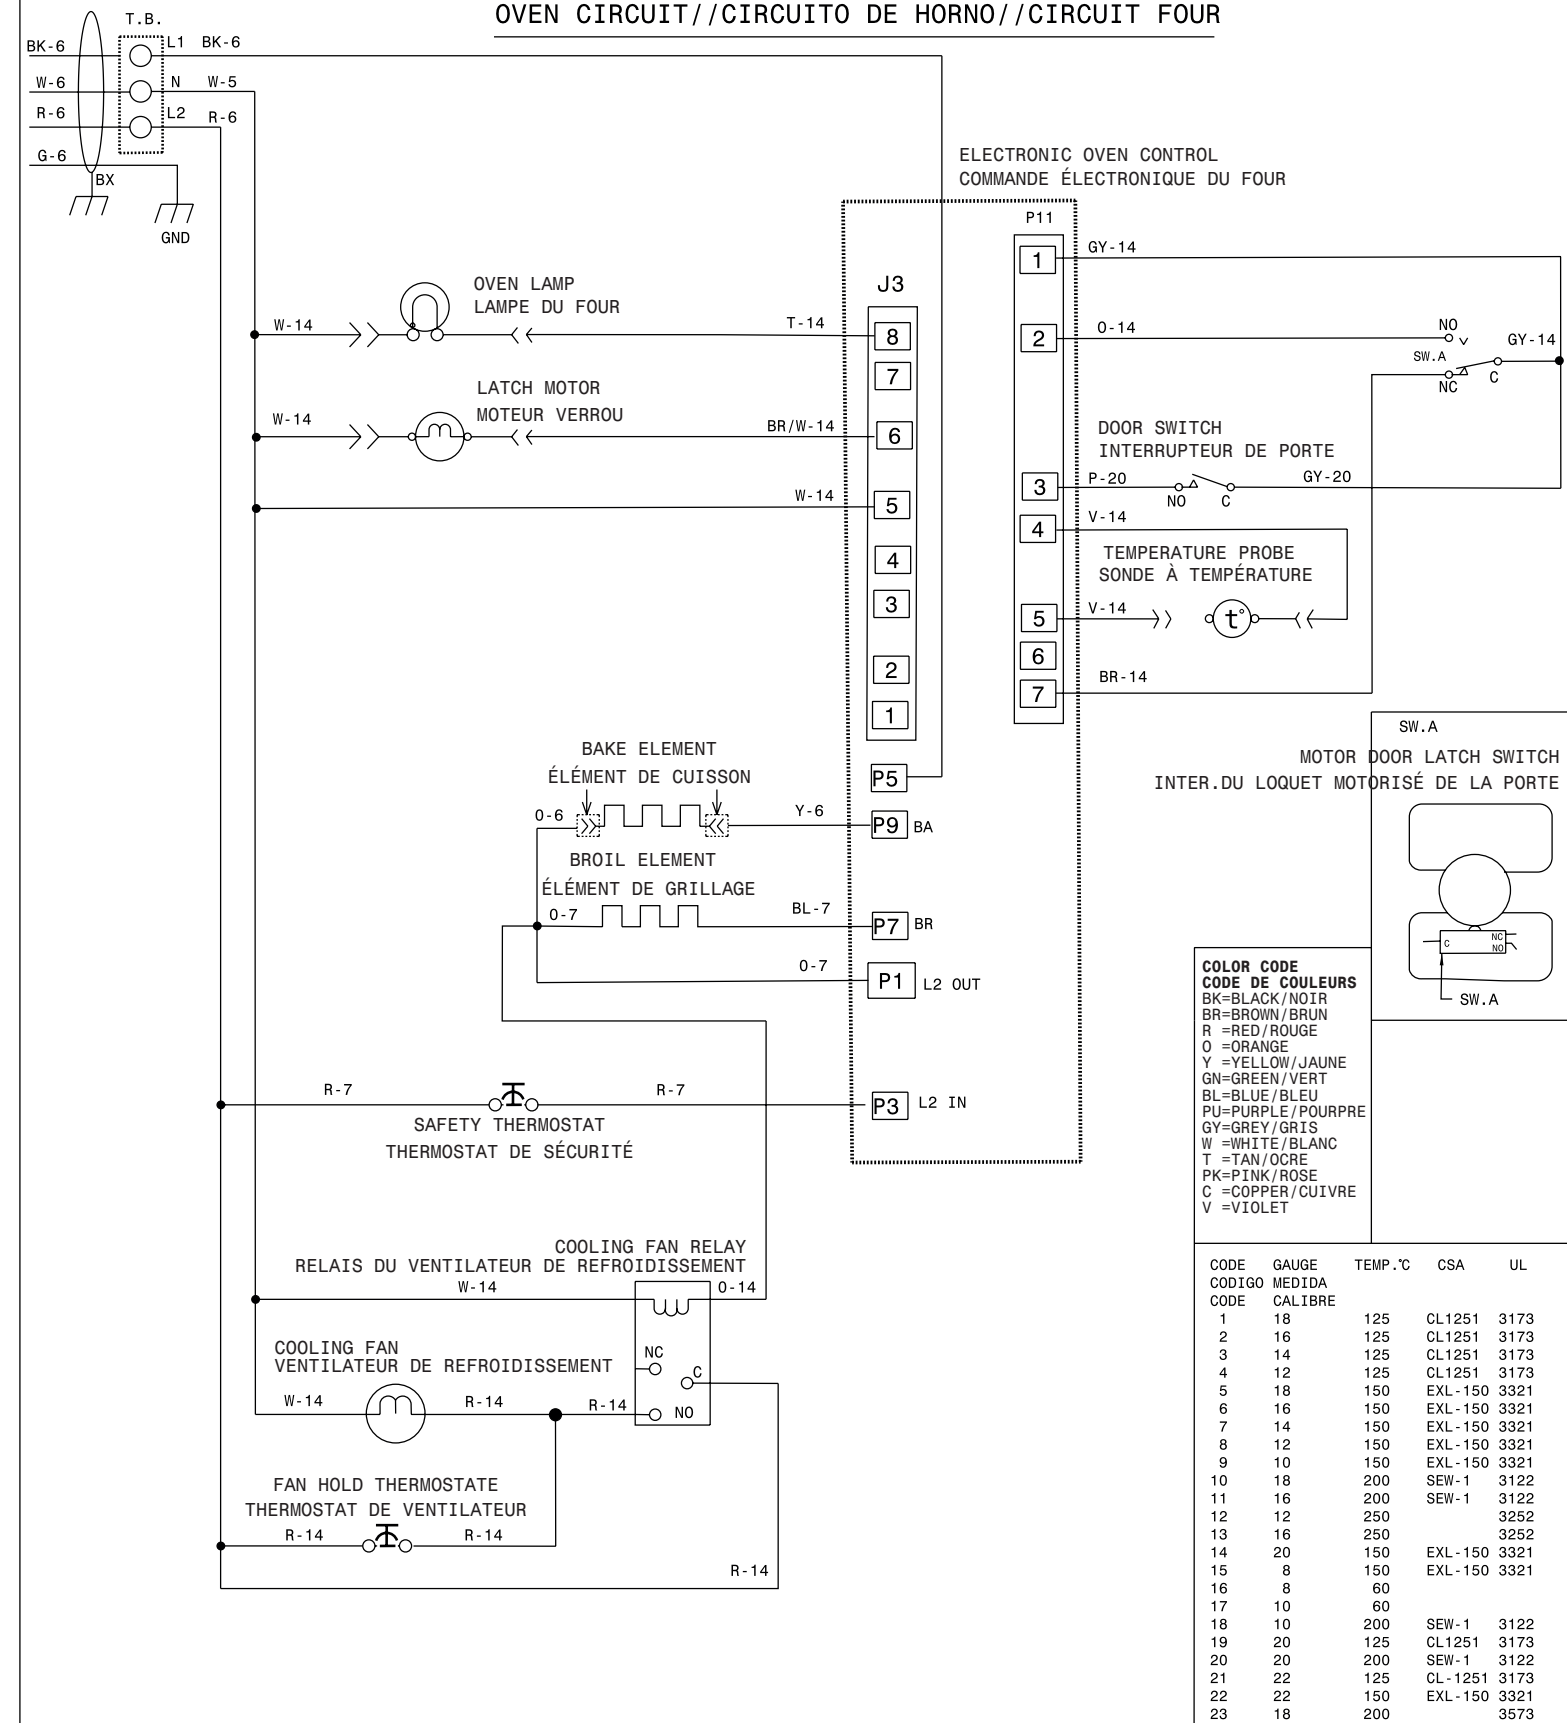 OVEN CIRCUIT//CIRCUITO DE HORNO//CIRCUIT FOUR
T.B.
BK-6
L1
BK-6
W-6
N
W-5
R-6
L2
R-6
G-6
BX
GND
ELECTRONIC OVEN CONTROL
COMMANDE ÉLECTRONIQUE DU FOUR
P11
J3
1
GY-14
OVEN LAMP
LAMPE DU FOUR
W-14
T-14
8
2
O-14
NO
SW.A
GY-14
NC
C
7
LATCH MOTOR
MOTEUR VERROU
W-14
BR/W-14
6
DOOR SWITCH
INTERRUPTEUR DE PORTE
3
P-20
NO
C
GY-20
W-14
5
4
V-14
4
TEMPERATURE PROBE
SONDE À TEMPÉRATURE
3
5
V-14
t°
6
2
7
BR-14
1
SW.A
MOTOR DOOR LATCH SWITCH
INTER.DU LOQUET MOTORISÉ DE LA PORTE
C
NC
NO
SW.A
BAKE ELEMENT
ÉLÉMENT DE CUISSON
P5
O-6
Y-6
P9
BA
BROIL ELEMENT
ÉLÉMENT DE GRILLAGE
O-7
BL-7
P7
BR
O-7
P1
L2 OUT
R-7
R-7
P3
L2 IN
SAFETY THERMOSTAT
THERMOSTAT DE SÉCURITÉ
COOLING FAN RELAY
RELAIS DU VENTILATEUR DE REFROIDISSEMENT
W-14
O-14
COOLING FAN
VENTILATEUR DE REFROIDISSEMENT
NC
C
W-14
R-14
R-14
NO
FAN HOLD THERMOSTATE
THERMOSTAT DE VENTILATEUR
R-14
R-14
R-14
COLOR CODE
CODE DE COULEURS
BK=BLACK/NOIR
BR=BROWN/BRUN
R =RED/ROUGE
O =ORANGE
Y =YELLOW/JAUNE
GN=GREEN/VERT
BL=BLUE/BLEU
PU=PURPLE/POURPRE
GY=GREY/GRIS
W =WHITE/BLANC
T =TAN/OCRE
PK=PINK/ROSE
C =COPPER/CUIVRE
V =VIOLET
CODE GAUGE TEMP.°C CSA UL
CODIGO MEDIDA
CODE CALIBRE
1 18 125 CL1251 3173
2 16 125 CL1251 3173
3 14 125 CL1251 3173
4 12 125 CL1251 3173
5 18 150 EXL-150 3321
6 16 150 EXL-150 3321
7 14 150 EXL-150 3321
8 12 150 EXL-150 3321
9 10 150 EXL-150 3321
10 18 200 SEW-1 3122
11 16 200 SEW-1 3122
12 12 250 3252
13 16 250 3252
14 20 150 EXL-150 3321
15 8 150 EXL-150 3321
16 8 60
17 10 60
18 10 200 SEW-1 3122
19 20 125 CL1251 3173
20 20 200 SEW-1 3122
21 22 125 CL-1251 3173
22 22 150 EXL-150 3321
23 18 200 3573